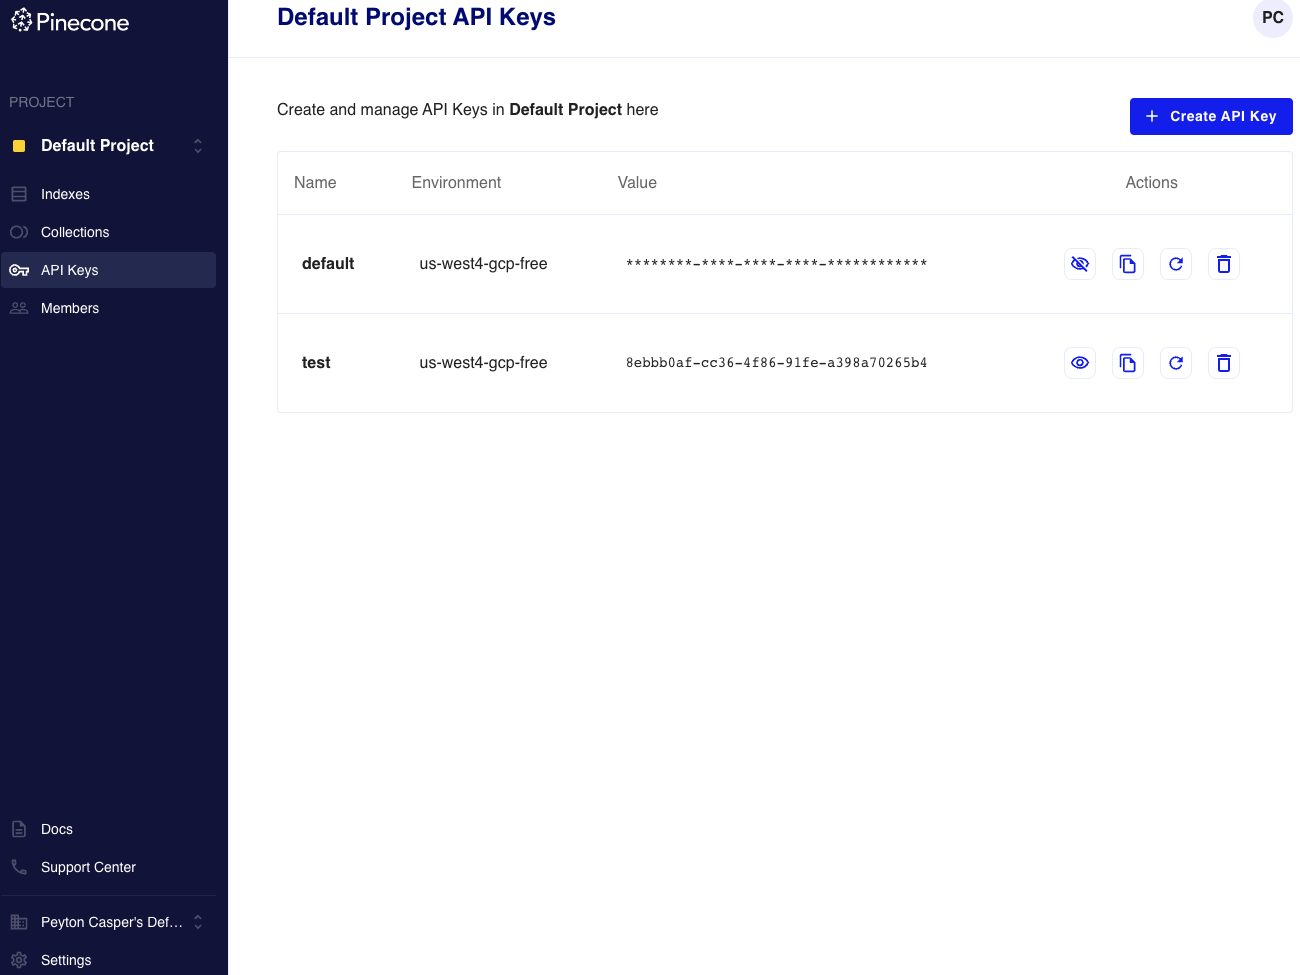 Pinecone
PROJECT
Default Project
Indexes
Collections
API Keys
Members
Docs
Support Center
Peyton Casper's Def...
Settings
Default Project API Keys
PC
Create and manage API Keys in Default Project here
+ Create API Key
Name Environment Value Actions
default us-west4-gcp-free ********-****-****-****-************
test us-west4-gcp-free 8ebbb0af-cc36-4f86-91fe-a398a70265b4